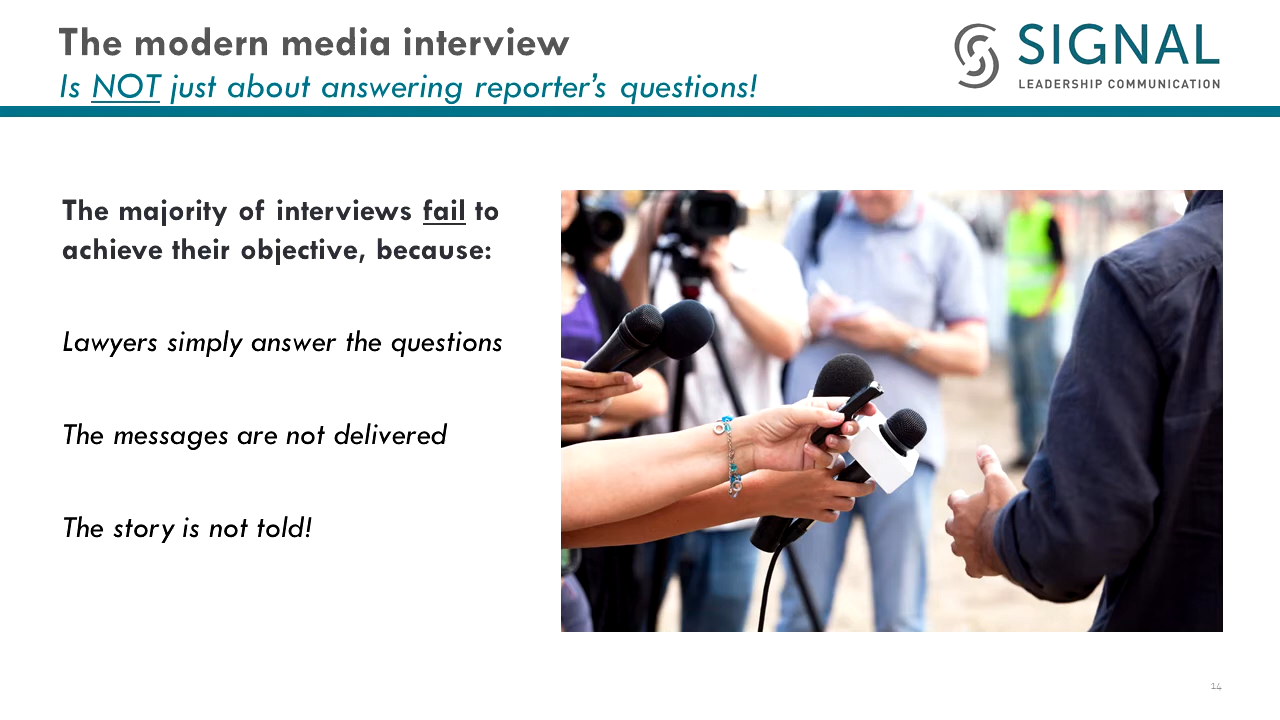 The modern media interview
Is NOT just about answering reporter’s questions!
SIGNAL
LEADERSHIP COMMUNICATION
The majority of interviews fail to
achieve their objective, because:
Lawyers simply answer the questions
The messages are not delivered
The story is not told!
14